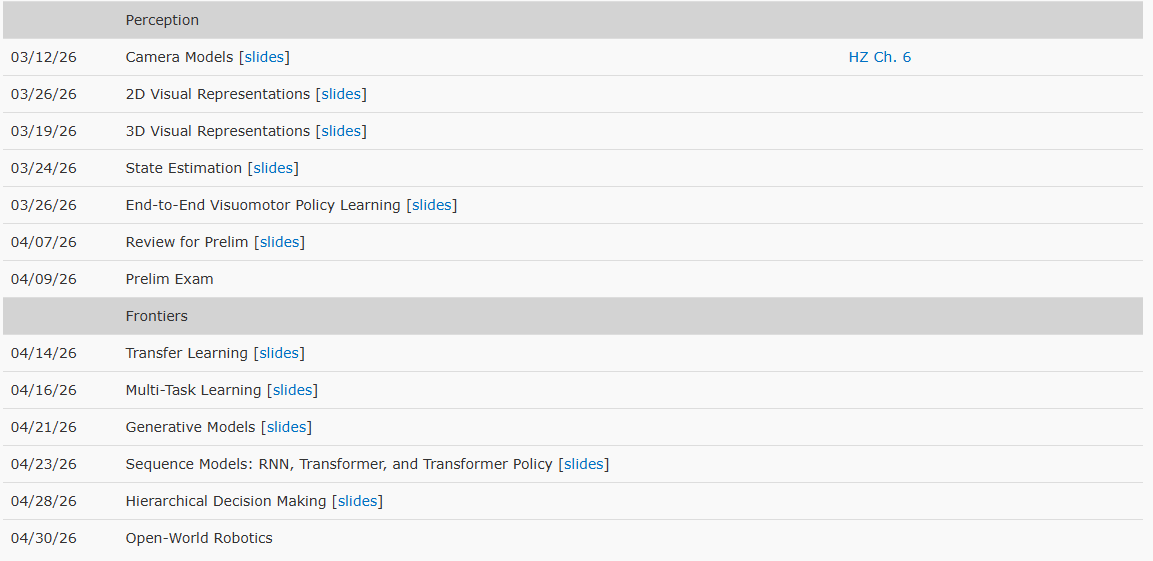 Perception
03/12/26 Camera Models [slides] HZ Ch. 6
03/26/26 2D Visual Representations [slides]
03/19/26 3D Visual Representations [slides]
03/24/26 State Estimation [slides]
03/26/26 End-to-End Visuomotor Policy Learning [slides]
04/07/26 Review for Prelim [slides]
04/09/26 Prelim Exam
Frontiers
04/14/26 Transfer Learning [slides]
04/16/26 Multi-Task Learning [slides]
04/21/26 Generative Models [slides]
04/23/26 Sequence Models: RNN, Transformer, and Transformer Policy [slides]
04/28/26 Hierarchical Decision Making [slides]
04/30/26 Open-World Robotics